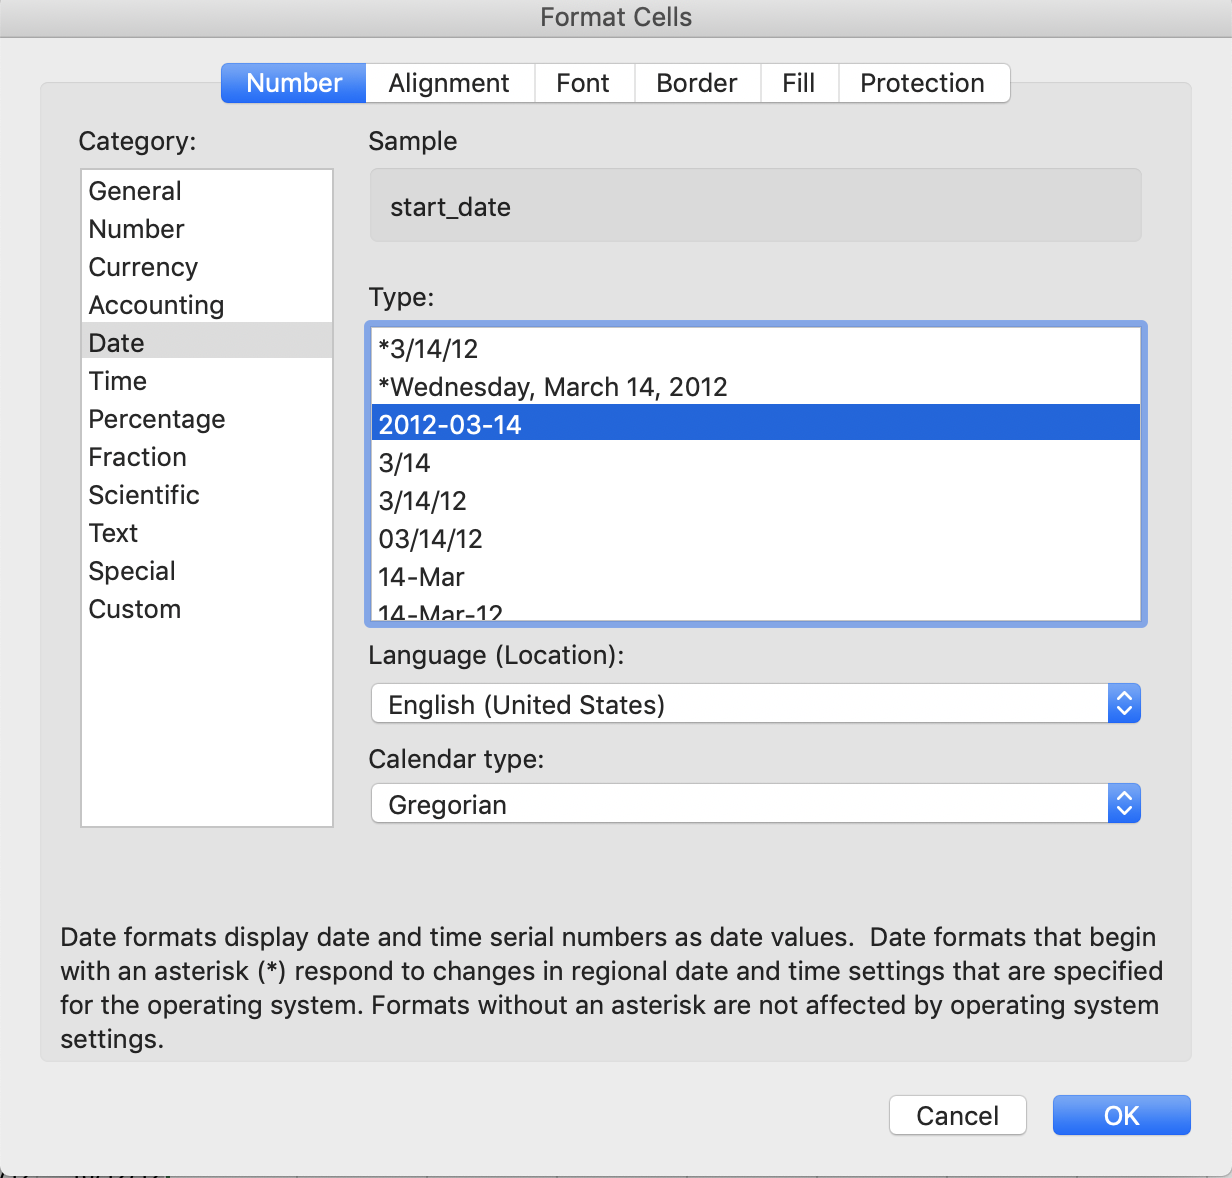 Format Cells
Number Alignment Font Border Fill Protection
Category:
General
Number
Currency
Accounting
Date
Time
Percentage
Fraction
Scientific
Text
Special
Custom
Sample
start_date
Type:
*3/14/12
*Wednesday, March 14, 2012
2012-03-14
3/14
3/14/12
03/14/12
14-Mar
14-Mar-12
Language (Location):
English (United States)
Calendar type:
Gregorian
Date formats display date and time serial numbers as date values.  Date formats that begin
with an asterisk (*) respond to changes in regional date and time settings that are specified
for the operating system. Formats without an asterisk are not affected by operating system
settings.
Cancel OK